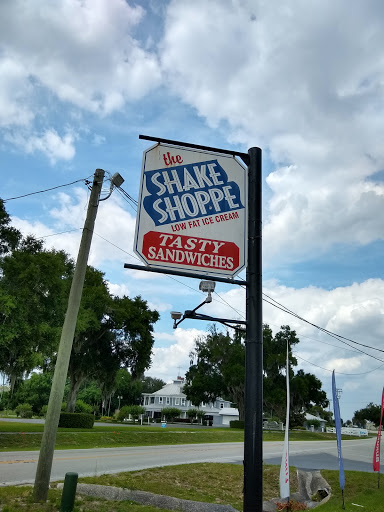 the
SHAKE
SHOPPE
LOW FAT ICE CREAM
TASTY
SANDWICHES